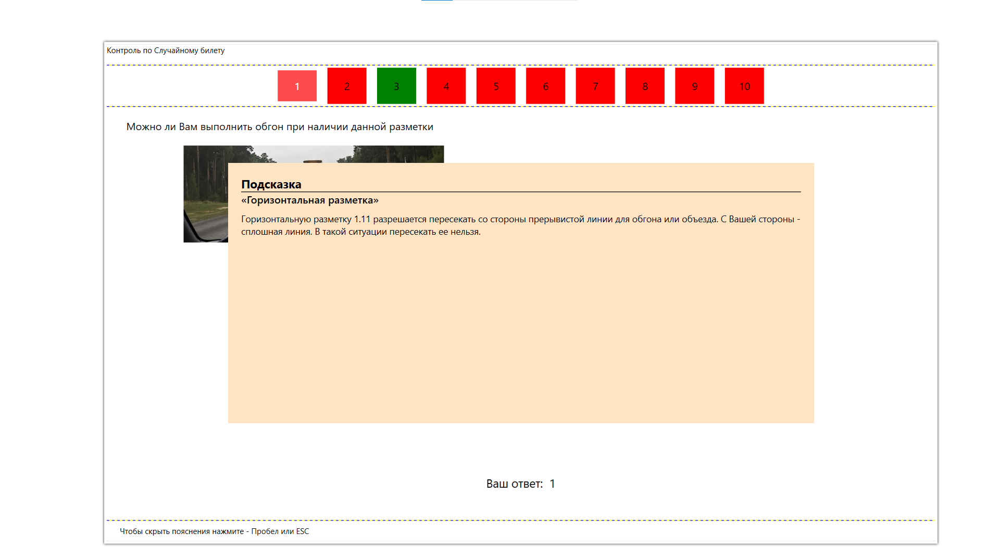 Контроль по Случайному билету
1 2 3 4 5 6 7 8 9 10
Можно ли Вам выполнить обгон при наличии данной разметки
Подсказка
«Горизонтальная разметка»
Горизонтальную разметку 1.11 разрешается пересекать со стороны прерывистой линии для обгона или объезда. С Вашей стороны -
сплошная линия. В такой ситуации пересекать ее нельзя.
Ваш ответ: 1
Чтобы скрыть пояснения нажмите - Пробел или ESC